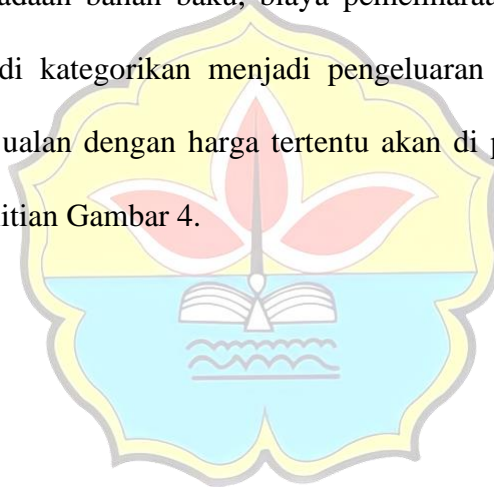 adaan bahan baku, biaya pemeliharaa
di kategorikan menjadi pengeluaran
ualan dengan harga tertentu akan di p
itian Gambar 4.